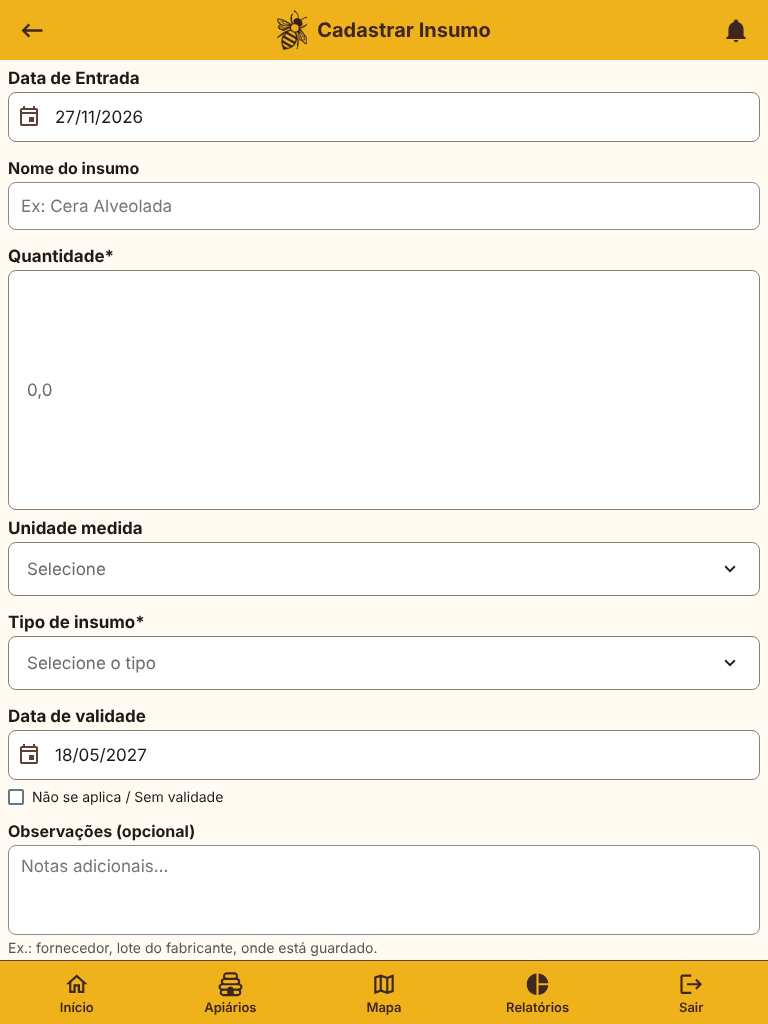 Cadastrar Insumo
Data de Entrada
27/11/2026
Nome do insumo
Ex: Cera Alveolada
Quantidade*
0,0
Unidade medida
Selecione
Tipo de insumo*
Selecione o tipo
Data de validade
18/05/2027
Não se aplica / Sem validade
Observações (opcional)
Notas adicionais...
Ex.: fornecedor, lote do fabricante, onde está guardado.
Início Apiários Mapa Relatórios Sair